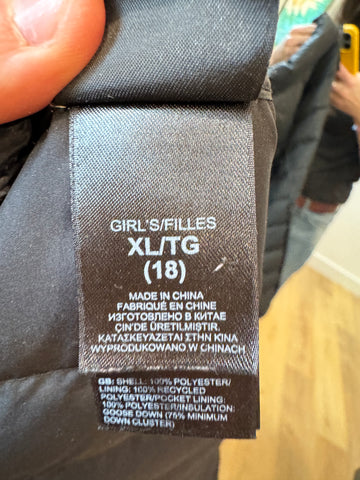 GIRL'S/FILLES
XL/TG
(18)
MADE IN CHINA
FABRIQUÉ EN CHINE
ИЗГОТОВЛЕНО В КИТАЕ
ÇİN'DE ÜRETİLMİŞTİR.
ΚΑΤΑΣΚΕΥΑΖΕΤΑΙ ΣΤΗΝ ΚΙΝΑ
WYPRODUKOWANO W CHINACH
GB: SHELL: 100% POLYESTER/
LINING: 100% RECYCLED
POLYESTER/POCKET LINING:
100% POLYESTER/INSULATION:
GOOSE DOWN (75% MINIMUM
DOWN CLUSTER)